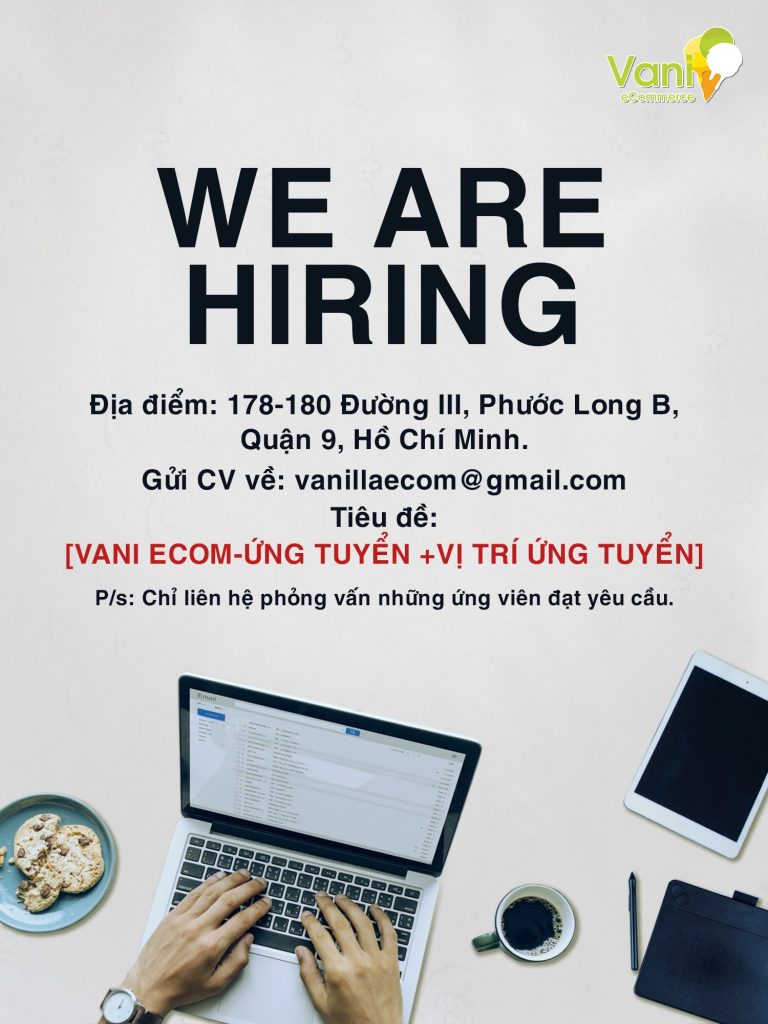 Vani
eCommerce
WE ARE
HIRING
Địa điểm: 178-180 Đường III, Phước Long B,
Quận 9, Hồ Chí Minh.
Gửi CV về: vanillaecom@gmail.com
Tiêu đề:
[VANI ECOM-ỨNG TUYỂN +VỊ TRÍ ỨNG TUYỂN]
P/s: Chỉ liên hệ phỏng vấn những ứng viên đạt yêu cầu.
Email